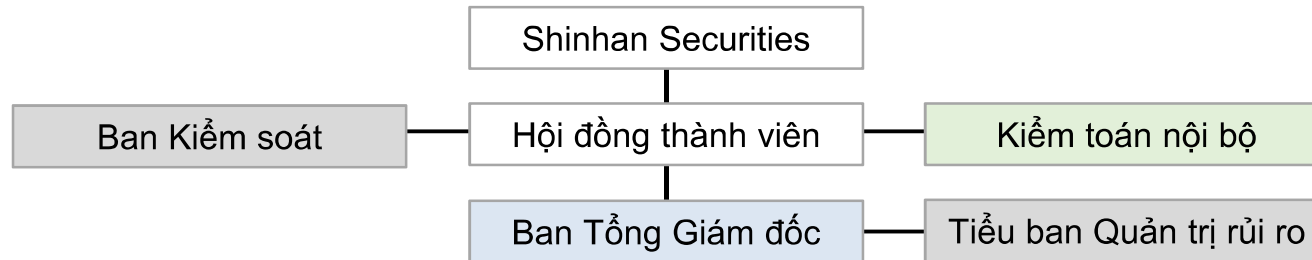 Shinhan Securities
Ban Kiểm soát
Hội đồng thành viên
Kiểm toán nội bộ
Ban Tổng Giám đốc
Tiểu ban Quản trị rủi ro